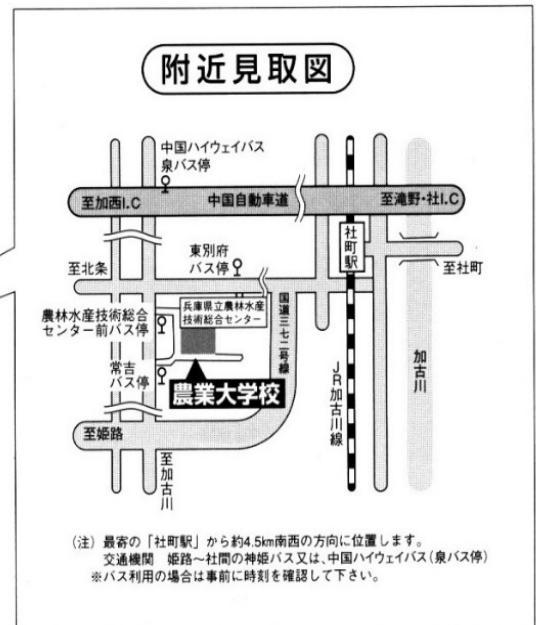 附近見取図
中国ハイウェイバス
泉バス停
至加西I.C
中国自動車道
至滝野・社I.C
社町駅
東別府
バス停
至北条
至社町
兵庫県立農林水産
技術総合センター
農林水産技術総合
センター前バス停
国道三七二号線
常吉
バス停
農業大学校
JR加古川線
加古川
至姫路
至加古川
(注) 最寄の「社町駅」から約4.5km南西の方向に位置します。
交通機関 姫路〜社間の神姫バス又は、中国ハイウェイバス(泉バス停)
※バス利用の場合は事前に時刻を確認して下さい。